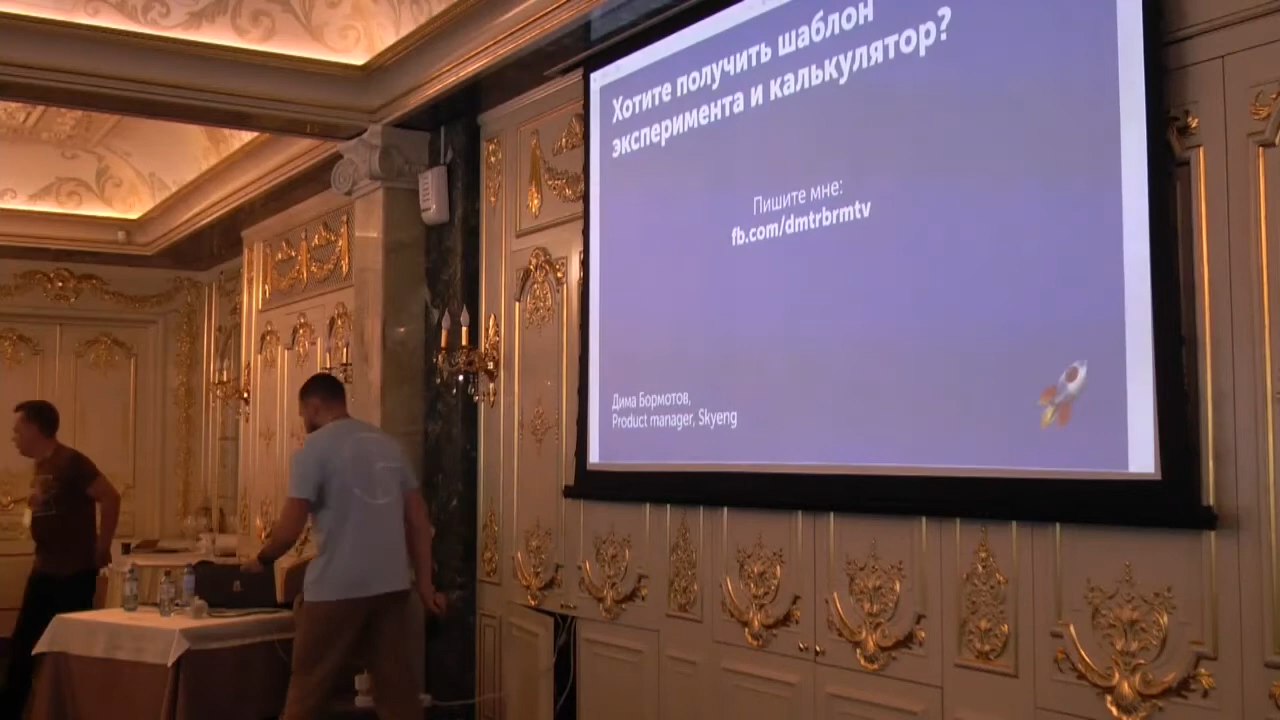 Хотите получить шаблон
эксперимента и калькулятор?
Пишите мне:
fb.com/dmtrbrmtv
Дима Бормотов,
Product manager, Skyeng